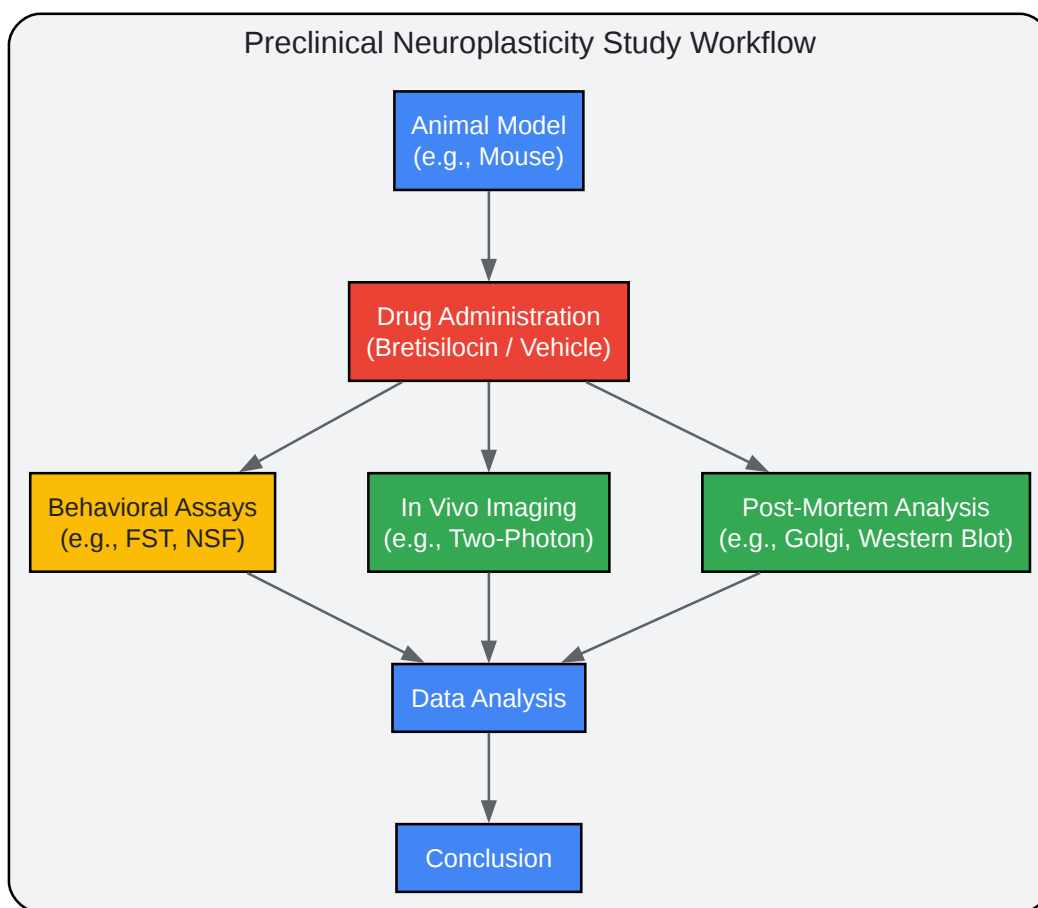 Preclinical Neuroplasticity Study Workflow
Animal Model
(e.g., Mouse)
Drug Administration
(Bretisilocin / Vehicle)
Behavioral Assays
(e.g., FST, NSF)
In Vivo Imaging
(e.g., Two-Photon)
Post-Mortem Analysis
(e.g., Golgi, Western Blot)
Data Analysis
Conclusion